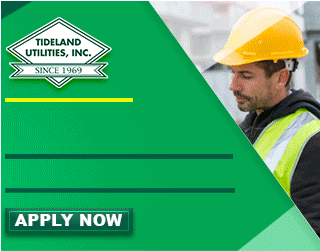 TIDELAND
UTILITIES, INC.
SINCE 1969
APPLY NOW